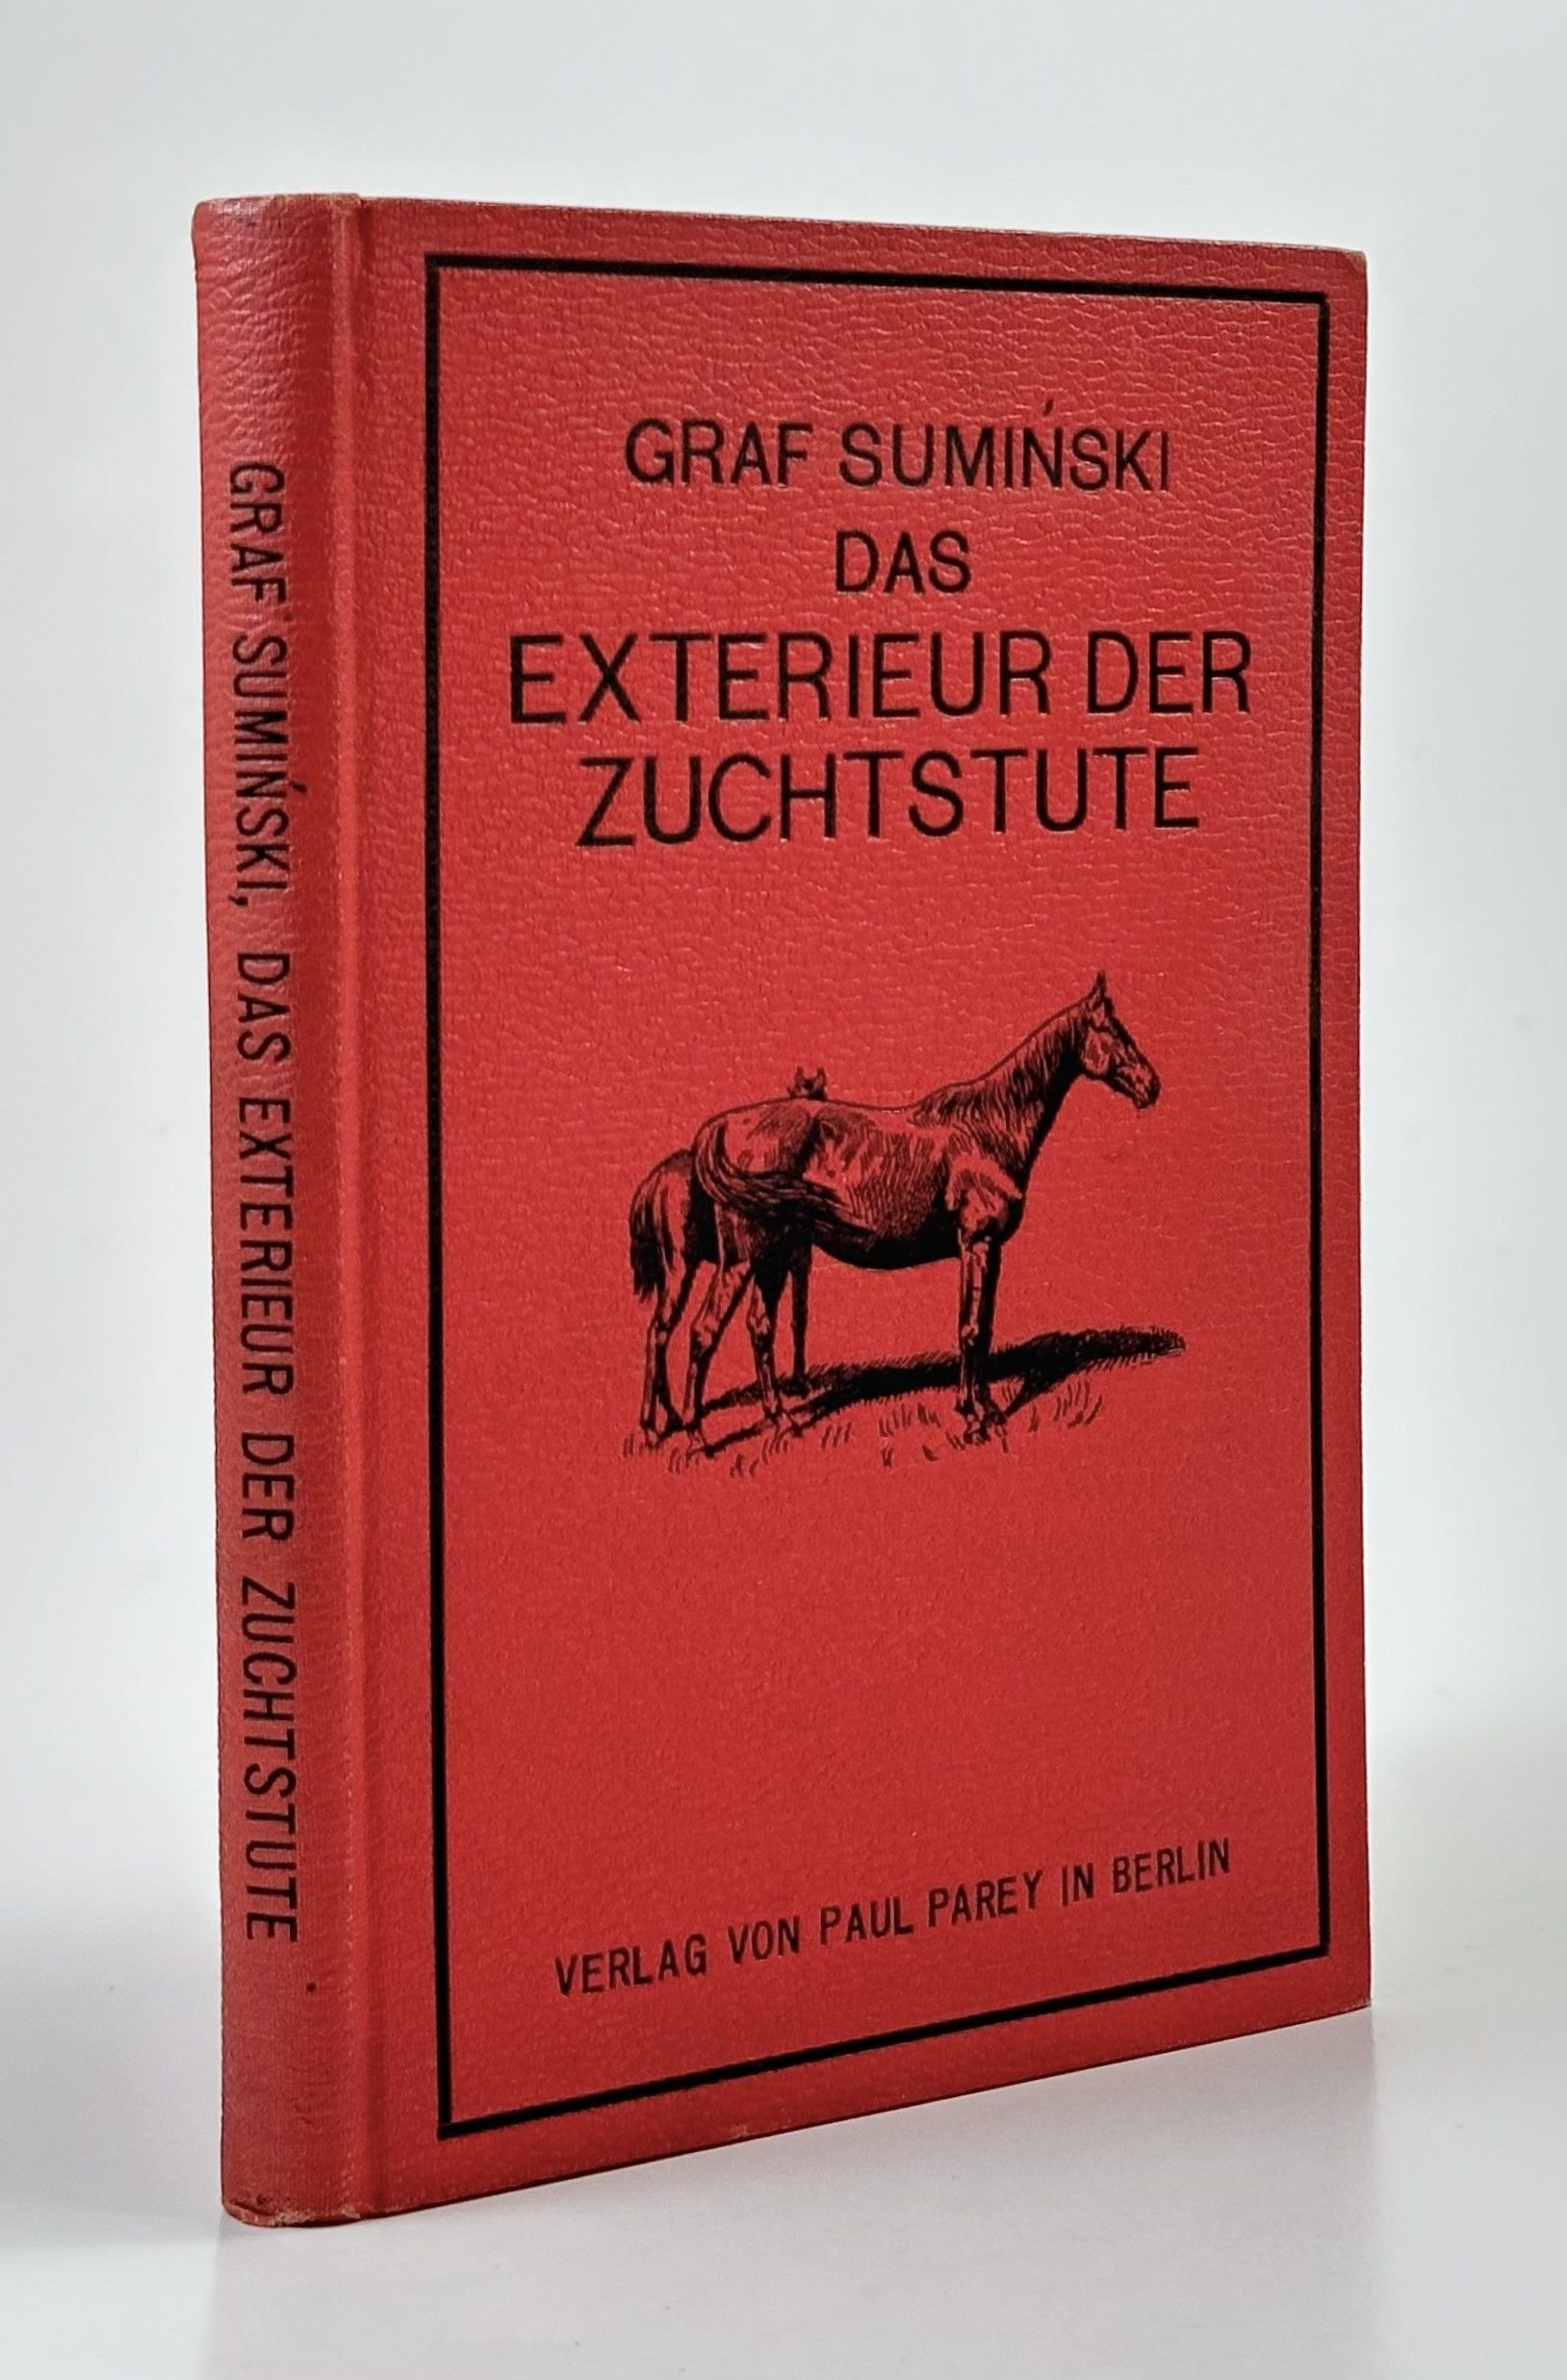 GRAF SUMIŃSKI, DAS EXTERIEUR DER ZUCHTSTUTE
GRAF SUMIŃSKI
DAS
EXTERIEUR DER
ZUCHTSTUTE
VERLAG VON PAUL PAREY IN BERLIN